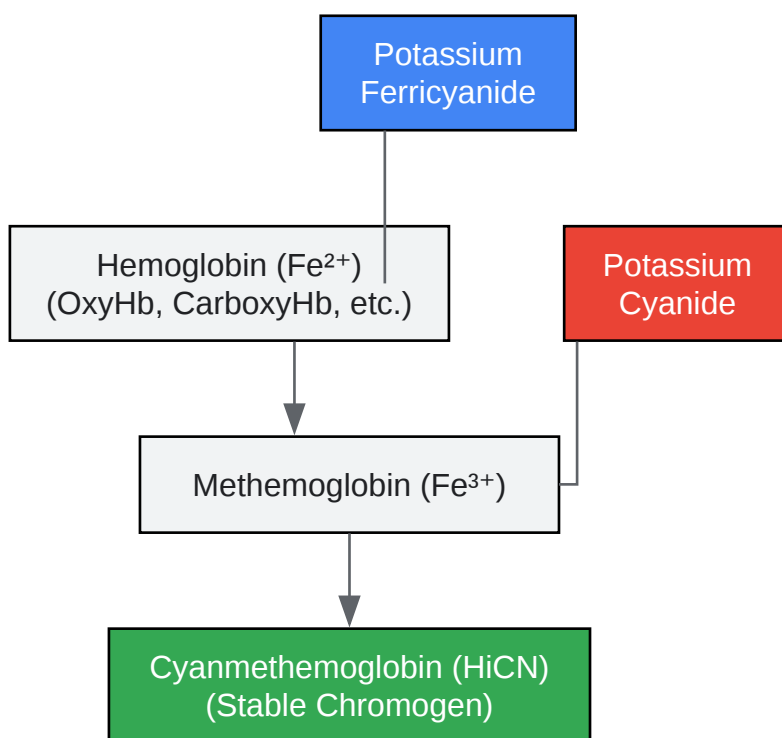 Potassium
Ferricyanide
Hemoglobin (Fe²⁺)
(OxyHb, CarboxyHb, etc.)
Potassium
Cyanide
Methemoglobin (Fe³⁺)
Cyanmethemoglobin (HiCN)
(Stable Chromogen)